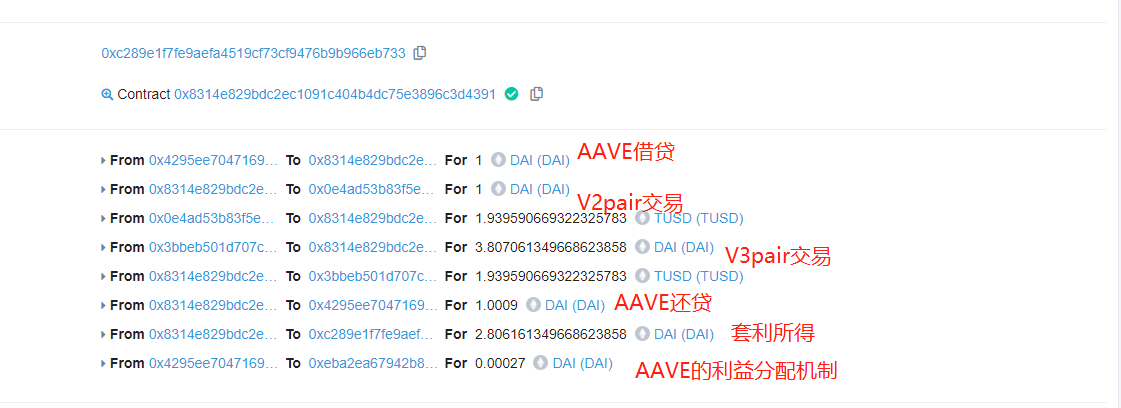 0xc289e1f7fe9aefa4519cf73cf9476b9b966eb733
Contract 0x8314e829bdc2ec1091c404b4dc75e3896c3d4391
From 0x4295ee7047169... To 0x8314e829bdc2e... For 1 DAI (DAI) AAVE借贷
From 0x8314e829bdc2e... To 0x0e4ad53b83f5e... For 1 DAI (DAI)
V2pair交易
From 0x0e4ad53b83f5e... To 0x8314e829bdc2e... For 1.939590669322325783 TUSD (TUSD)
From 0x3bbeb501d707c... To 0x8314e829bdc2e... For 3.807061349668623858 DAI (DAI) V3pair交易
From 0x8314e829bdc2e... To 0x3bbeb501d707c... For 1.939590669322325783 TUSD (TUSD)
From 0x8314e829bdc2e... To 0x4295ee7047169... For 1.0009 DAI (DAI) AAVE还贷
From 0x8314e829bdc2e... To 0xc289e1f7fe9aef... For 2.806161349668623858 DAI (DAI) 套利所得
From 0x4295ee7047169... To 0xeba2ea67942b8... For 0.00027 DAI (DAI) AAVE的利益分配机制